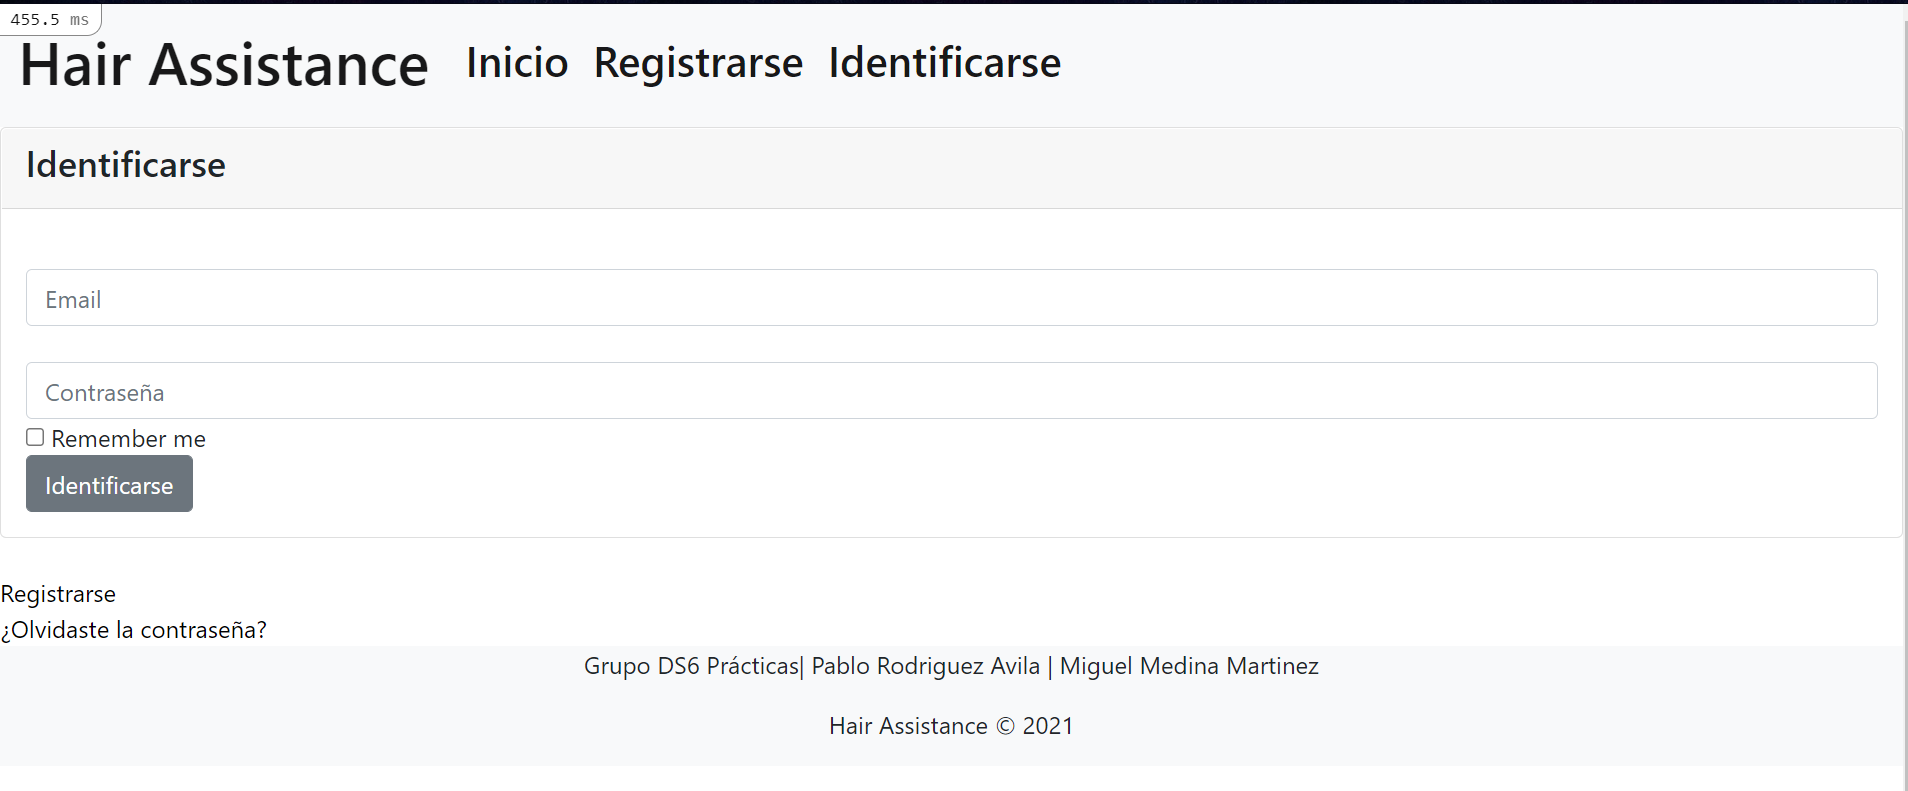 455.5 ms
Hair Assistance Inicio Registrarse Identificarse
Identificarse
Email
Contraseña
Remember me
Identificarse
Registrarse
¿Olvidaste la contraseña?
Grupo DS6 Prácticas| Pablo Rodriguez Avila | Miguel Medina Martinez
Hair Assistance © 2021